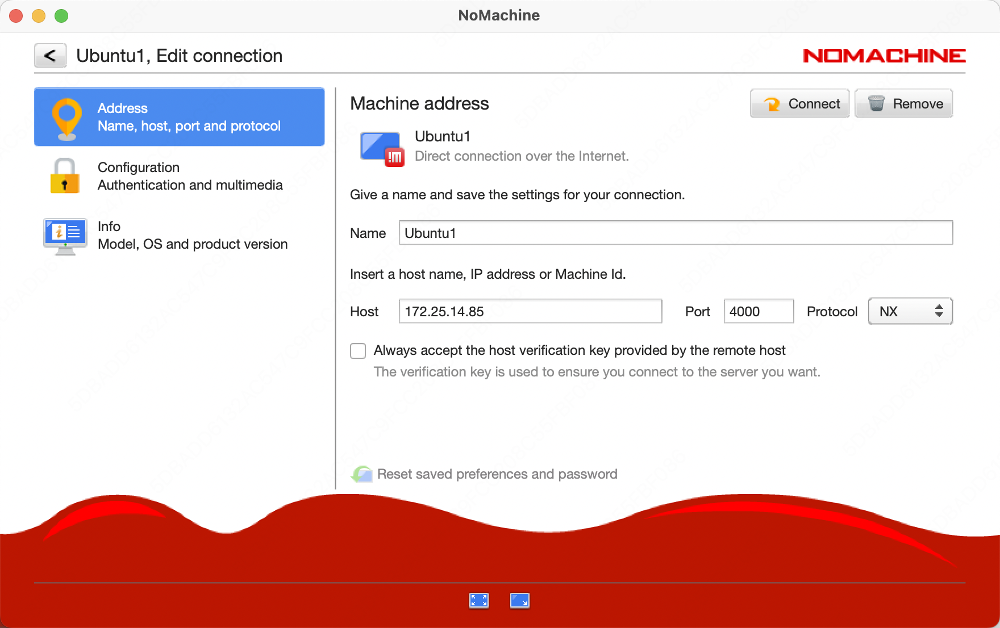 NoMachine
< Ubuntu1, Edit connection
NOMACHINE
Address
Name, host, port and protocol
Configuration
Authentication and multimedia
Info
Model, OS and product version
Machine address
Connect
Remove
!M
Ubuntu1
Direct connection over the Internet.
Give a name and save the settings for your connection.
Name Ubuntu1
Insert a host name, IP address or Machine Id.
Host 172.25.14.85 Port 4000 Protocol NX
Always accept the host verification key provided by the remote host
The verification key is used to ensure you connect to the server you want.
Reset saved preferences and password